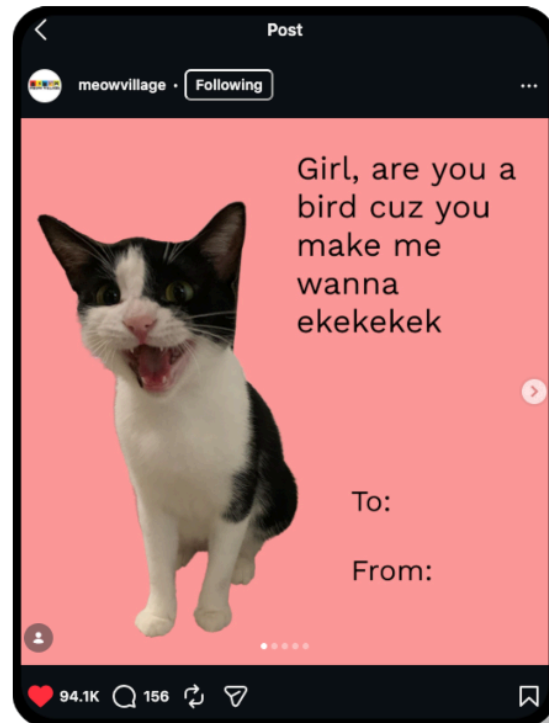 Post
meowvillage • Following
Girl, are you a
bird cuz you
make me
wanna
ekekekek
To:
From:
94.1K 156